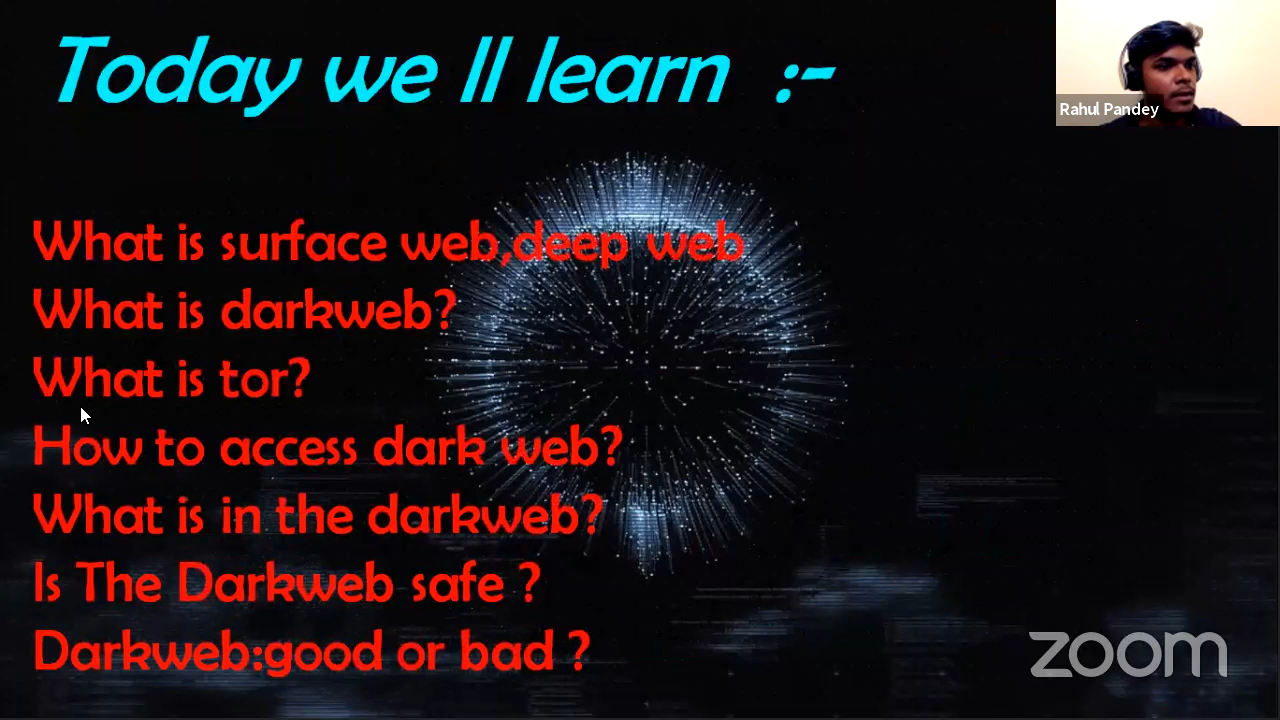 Today we ll learn :-
Rahul Pandey
What is surface web,deep web
What is darkweb?
What is tor?
How to access dark web?
What is in the darkweb?
Is The Darkweb safe ?
Darkweb:good or bad ?
zoom